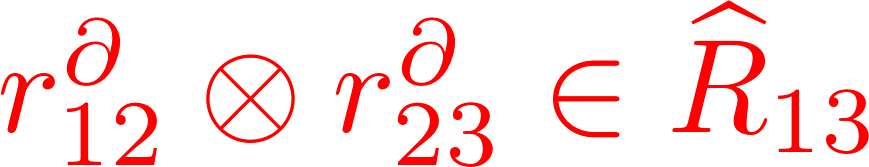 $r_{12}^{\partial} \otimes r_{23}^{\partial} \in \widehat{R}_{13}$